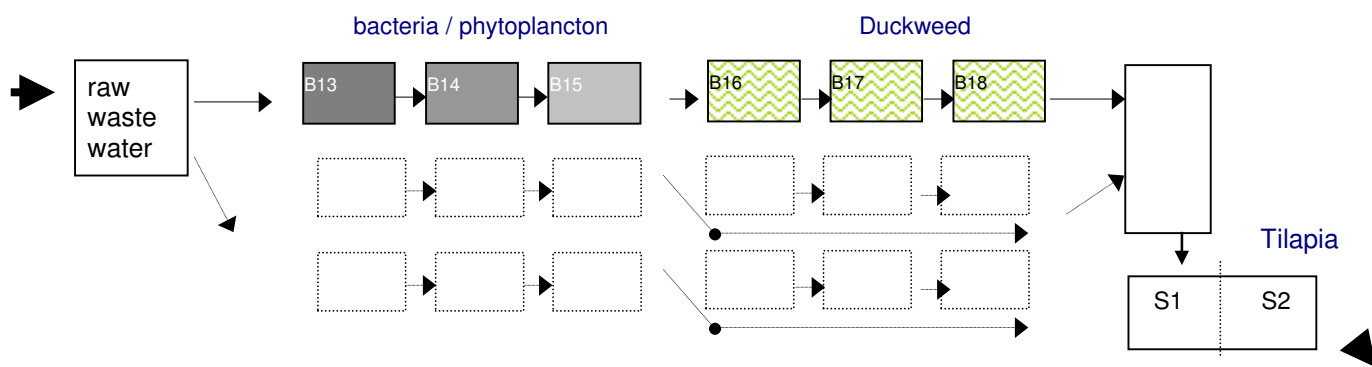 bacteria / phytoplancton
Duckweed
raw
waste
water
B13
B14
B15
B16
B17
B18
Tilapia
S1
S2